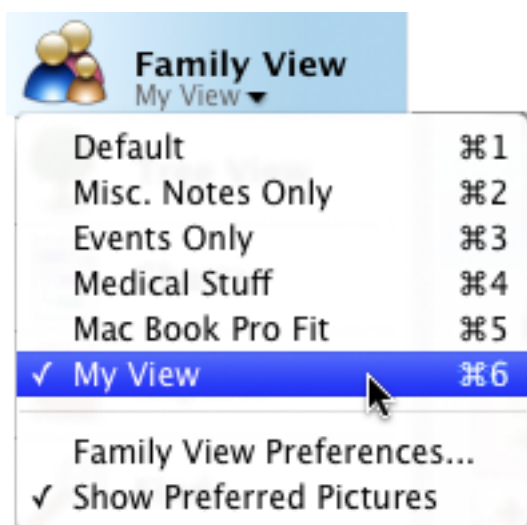 Family View
My View ▾
Default ⌘1
Misc. Notes Only ⌘2
Events Only ⌘3
Medical Stuff ⌘4
Mac Book Pro Fit ⌘5
✓ My View ⌘6
Family View Preferences...
✓ Show Preferred Pictures